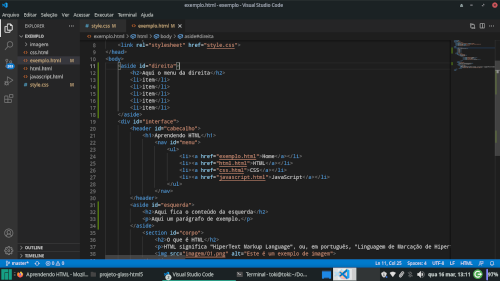 exemplo.html - exemplo - Visual Studio Code
Arquivo Editar Seleção Ver Acessar Executar Terminal Ajuda
EXPLORER
EXEMPLO
imagem
css.html
exemplo.html M
html.html
javascript.html
style.css M
OUTLINE
TIMELINE
style.css M exemplo.html M
exemplo.html > html > body > aside#direita
8 <link rel="stylesheet" href="style.css">
9 </head>
10 <body>
11 <aside id="direita">
12 <h2>Aqui o menu da direita</h2>
13 <li>item</li>
14 <li>item</li>
15 <li>item</li>
16 <li>item</li>
17 <li>item</li>
18 </aside>
19 <div id="interface">
20 <header id="cabecalho">
21 <h1>Aprendendo HTML</h1>
22 <nav id="menu">
23 <ul>
24 <li><a href="exemplo.html">Home</a></li>
25 <li><a href="html.html">HTML</a></li>
26 <li><a href="css.html">CSS</a></li>
27 <li><a href="javascript.html">JavaScript</a></li>
28 </ul>
29 </nav>
30 </header>
31 <aside id="esquerda">
32 <h2>Aqui fica o conteúdo da esquerda</h2>
33 <p>Aqui um parágrafo de exemplo.</p>
34 </aside>
35 <section id="corpo">
36 <h2>O que é HTML</h2>
37 <p>HTML significa "HiperText Markup Language", ou, em português, "Linguagem de Marcação de Hiper
38 <img src="imagem/01.png" alt="Este é um exemplo de imagem">
master* 0 0 Ln 11, Col 25 Spaces: 4 UTF-8 LF HTML
Aprendendo HTML - Mozil... projeto-glass-html5 Visual Studio Code qua 16 mar, 18:11 97%